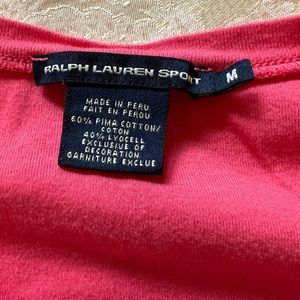 RALPH LAUREN SPORT
M
MADE IN PERU
FAIT EN PEROU
60% PIMA COTTON/
COTON
40% LYOCELL
EXCLUSIVE OF
DECORATION
GARNITURE EXCLUE